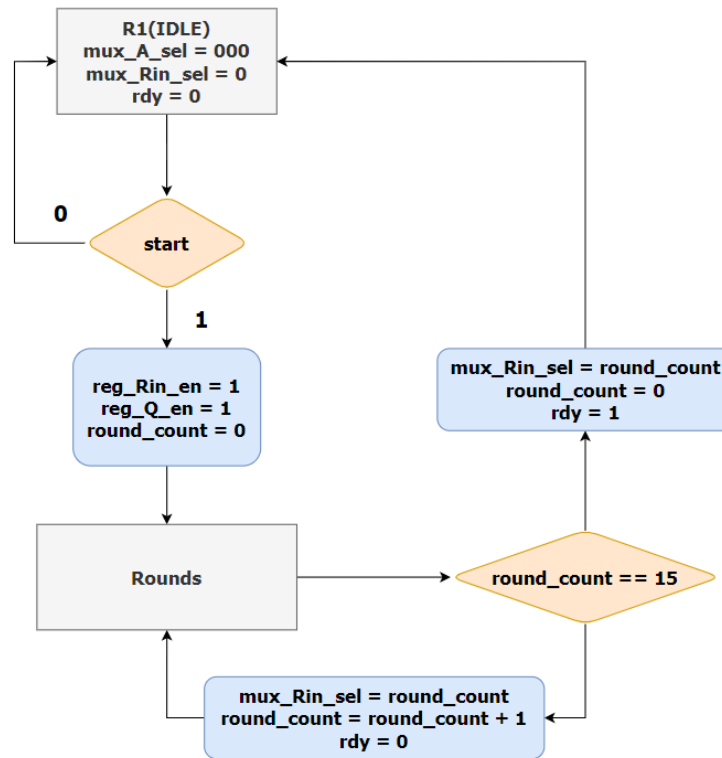 R1(IDLE)
mux_A_sel = 000
mux_Rin_sel = 0
rdy = 0
0
start
1
reg_Rin_en = 1
reg_Q_en = 1
round_count = 0
mux_Rin_sel = round_count
round_count = 0
rdy = 1
Rounds
round_count == 15
mux_Rin_sel = round_count
round_count = round_count + 1
rdy = 0